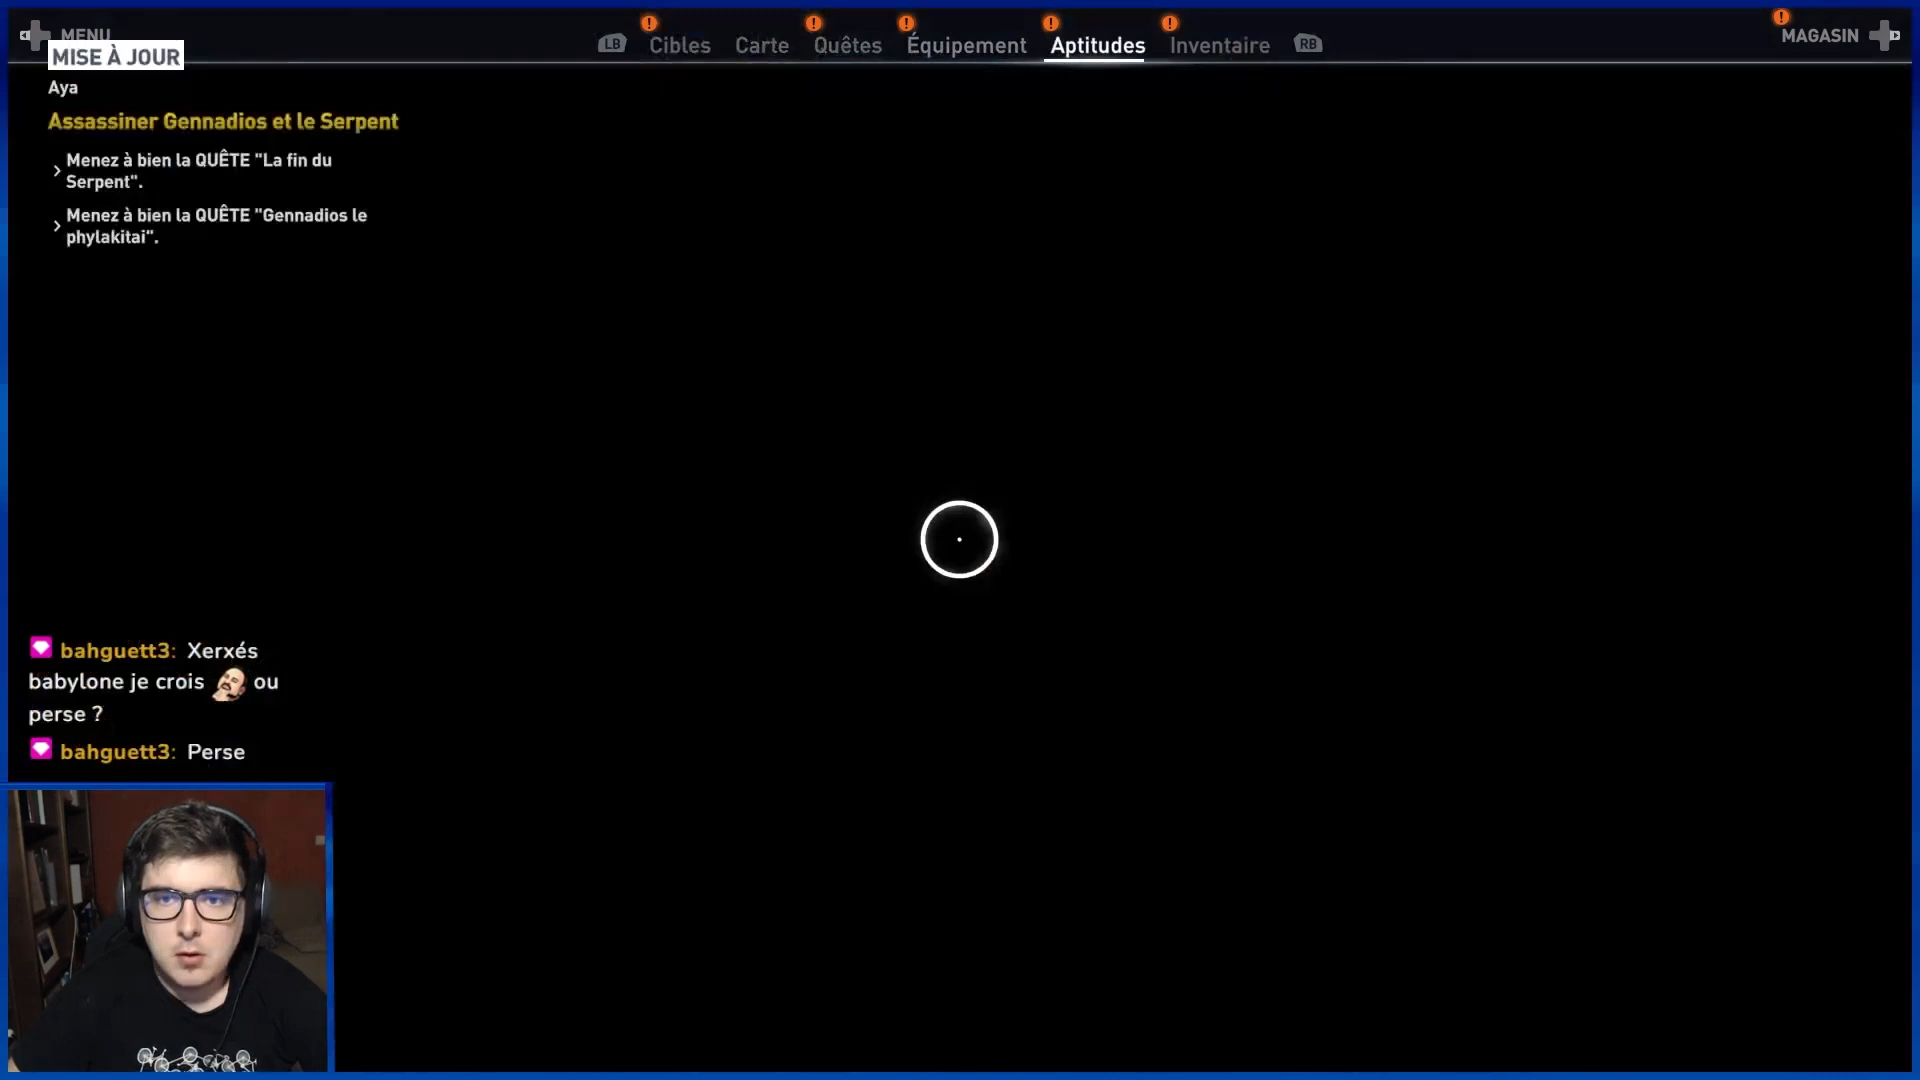 MENU
MISE À JOUR
LB Cibles Carte Quêtes Équipement Aptitudes Inventaire RB
MAGASIN
Aya
Assassiner Gennadios et le Serpent
Menez à bien la QUÊTE "La fin du
Serpent".
Menez à bien la QUÊTE "Gennadios le
phylakitai".
bahguett3: Xerxés
babylone je crois ou
perse ?
bahguett3: Perse